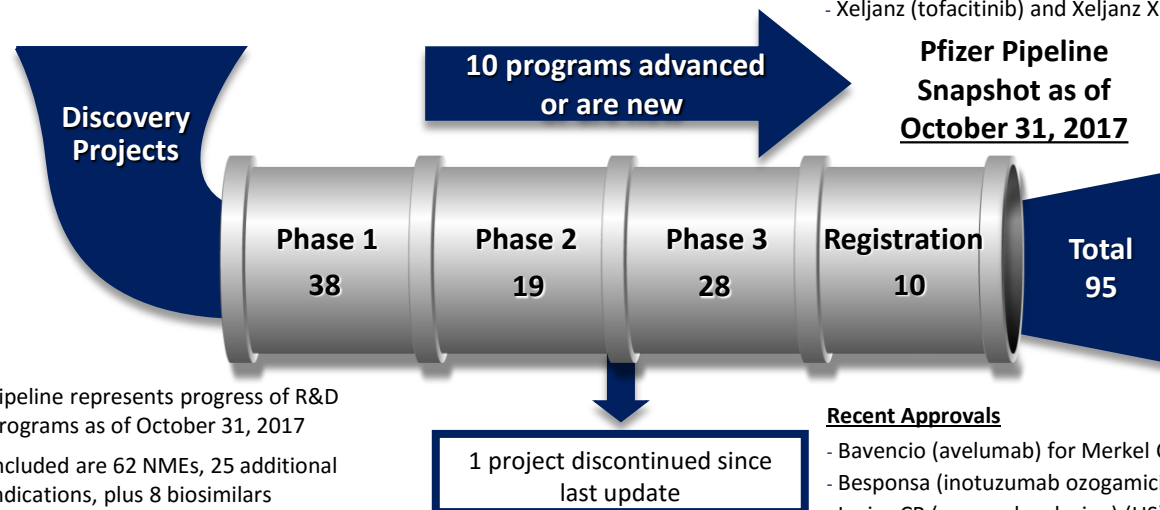 - Xeljanz (tofacitinib) and Xeljanz X
Pfizer Pipeline
Snapshot as of
October 31, 2017
10 programs advanced
or are new
Discovery
Projects
Phase 1
38
Phase 2
19
Phase 3
28
Registration
10
Total
95
ipeline represents progress of R&D
rograms as of October 31, 2017
ncluded are 62 NMEs, 25 additional
ndications, plus 8 biosimilars
1 project discontinued since
last update
Recent Approvals
- Bavencio (avelumab) for Merkel
- Besponsa (inotuzumab ozogamici